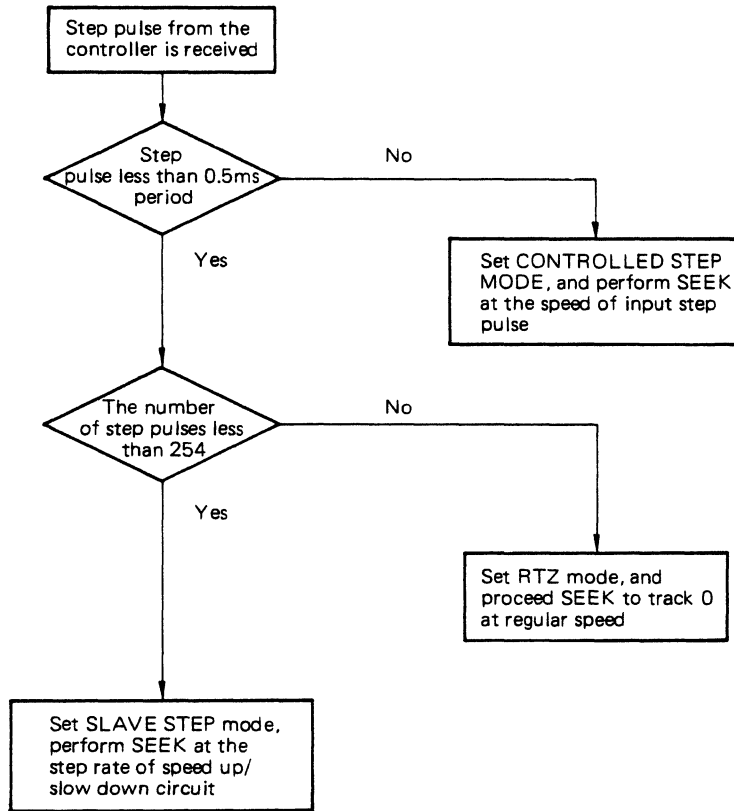 Step pulse from the
controller is received
Step
pulse less than 0.5ms
period
No
Yes
Set CONTROLLED STEP
MODE, and perform SEEK
at the speed of input step
pulse
The number
of step pulses less
than 254
No
Yes
Set RTZ mode, and
proceed SEEK to track 0
at regular speed
Set SLAVE STEP mode,
perform SEEK at the
step rate of speed up/
slow down circuit